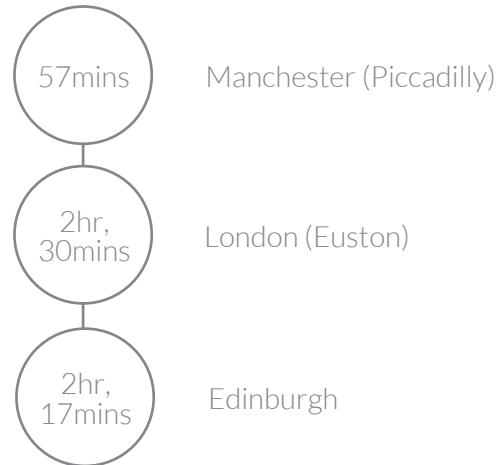 57mins
Manchester (Piccadilly)
2hr,
30mins
London (Euston)
2hr,
17mins
Edinburgh